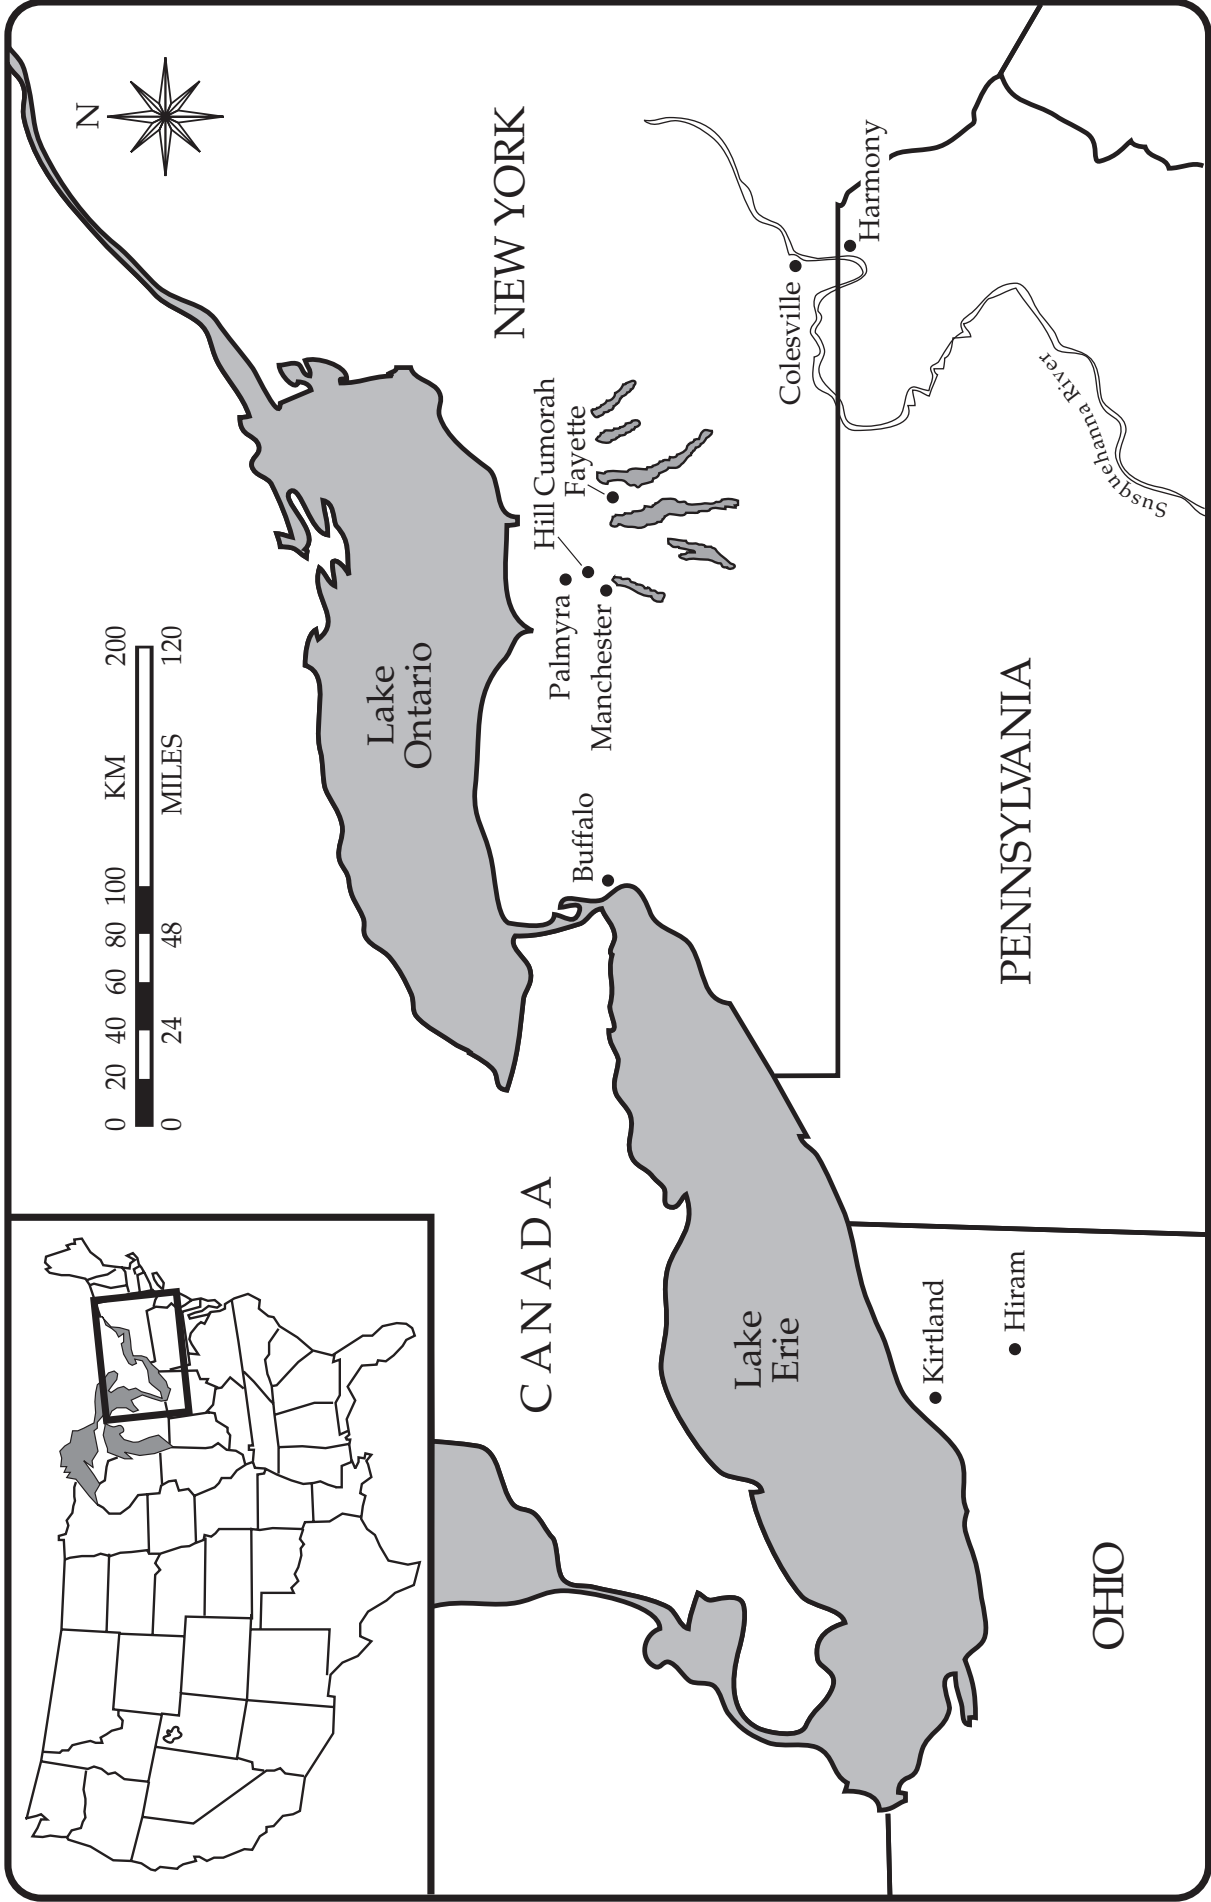 N
0 20 40 60 80 100 KM 200
0 24 48 MILES 120
CANADA
Lake
Ontario
NEW YORK
Hill Cumorah
Fayette
Palmyra
Manchester
Buffalo
Lake
Erie
Colesville
Harmony
Susquehanna River
Kirtland
Hiram
PENNSYLVANIA
OHIO